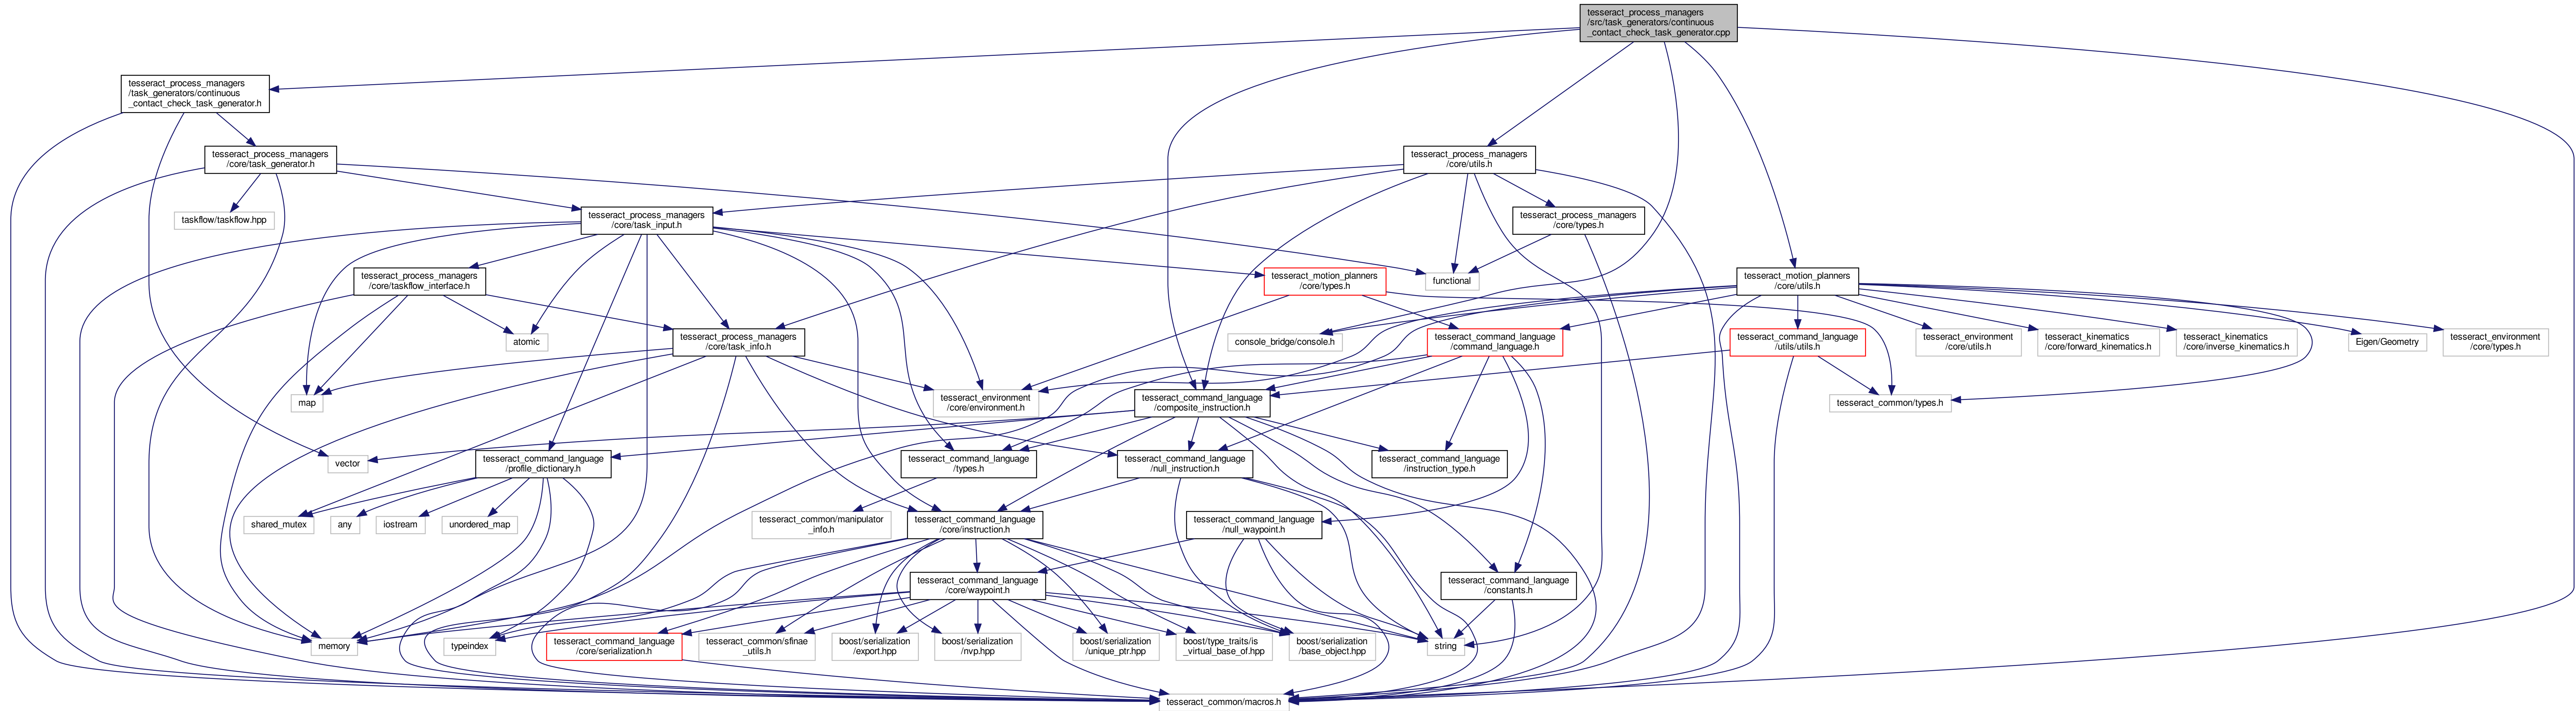 tesseract_process_managers
/src/task_generators/continuous
_contact_check_task_generator.cpp
tesseract_process_managers
/task_generators/continuous
_contact_check_task_generator.h
tesseract_process_managers
/core/task_generator.h
tesseract_process_managers
/core/utils.h
taskflow/taskflow.hpp
tesseract_process_managers
/core/task_input.h
tesseract_process_managers
/core/types.h
tesseract_process_managers
/core/taskflow_interface.h
tesseract_motion_planners
/core/types.h
functional
tesseract_motion_planners
/core/utils.h
atomic
tesseract_process_managers
/core/task_info.h
console_bridge/console.h
tesseract_command_language
/command_language.h
tesseract_command_language
/utils/utils.h
tesseract_environment
/core/utils.h
tesseract_kinematics
/core/forward_kinematics.h
tesseract_kinematics
/core/inverse_kinematics.h
Eigen/Geometry
tesseract_environment
/core/types.h
map
tesseract_environment
/core/environment.h
tesseract_command_language
/composite_instruction.h
tesseract_common/types.h
vector
tesseract_command_language
/profile_dictionary.h
tesseract_command_language
/types.h
tesseract_command_language
/null_instruction.h
tesseract_command_language
/instruction_type.h
shared_mutex
any
iostream
unordered_map
tesseract_common/manipulator
_info.h
tesseract_command_language
/core/instruction.h
tesseract_command_language
/null_waypoint.h
tesseract_command_language
/core/waypoint.h
tesseract_command_language
/constants.h
memory
typeindex
tesseract_command_language
/core/serialization.h
tesseract_common/sfinae
_utils.h
boost/serialization
/export.hpp
boost/serialization
/nvp.hpp
boost/serialization
/unique_ptr.hpp
boost/type_traits/is
_virtual_base_of.hpp
boost/serialization
/base_object.hpp
string
tesseract_common/macros.h